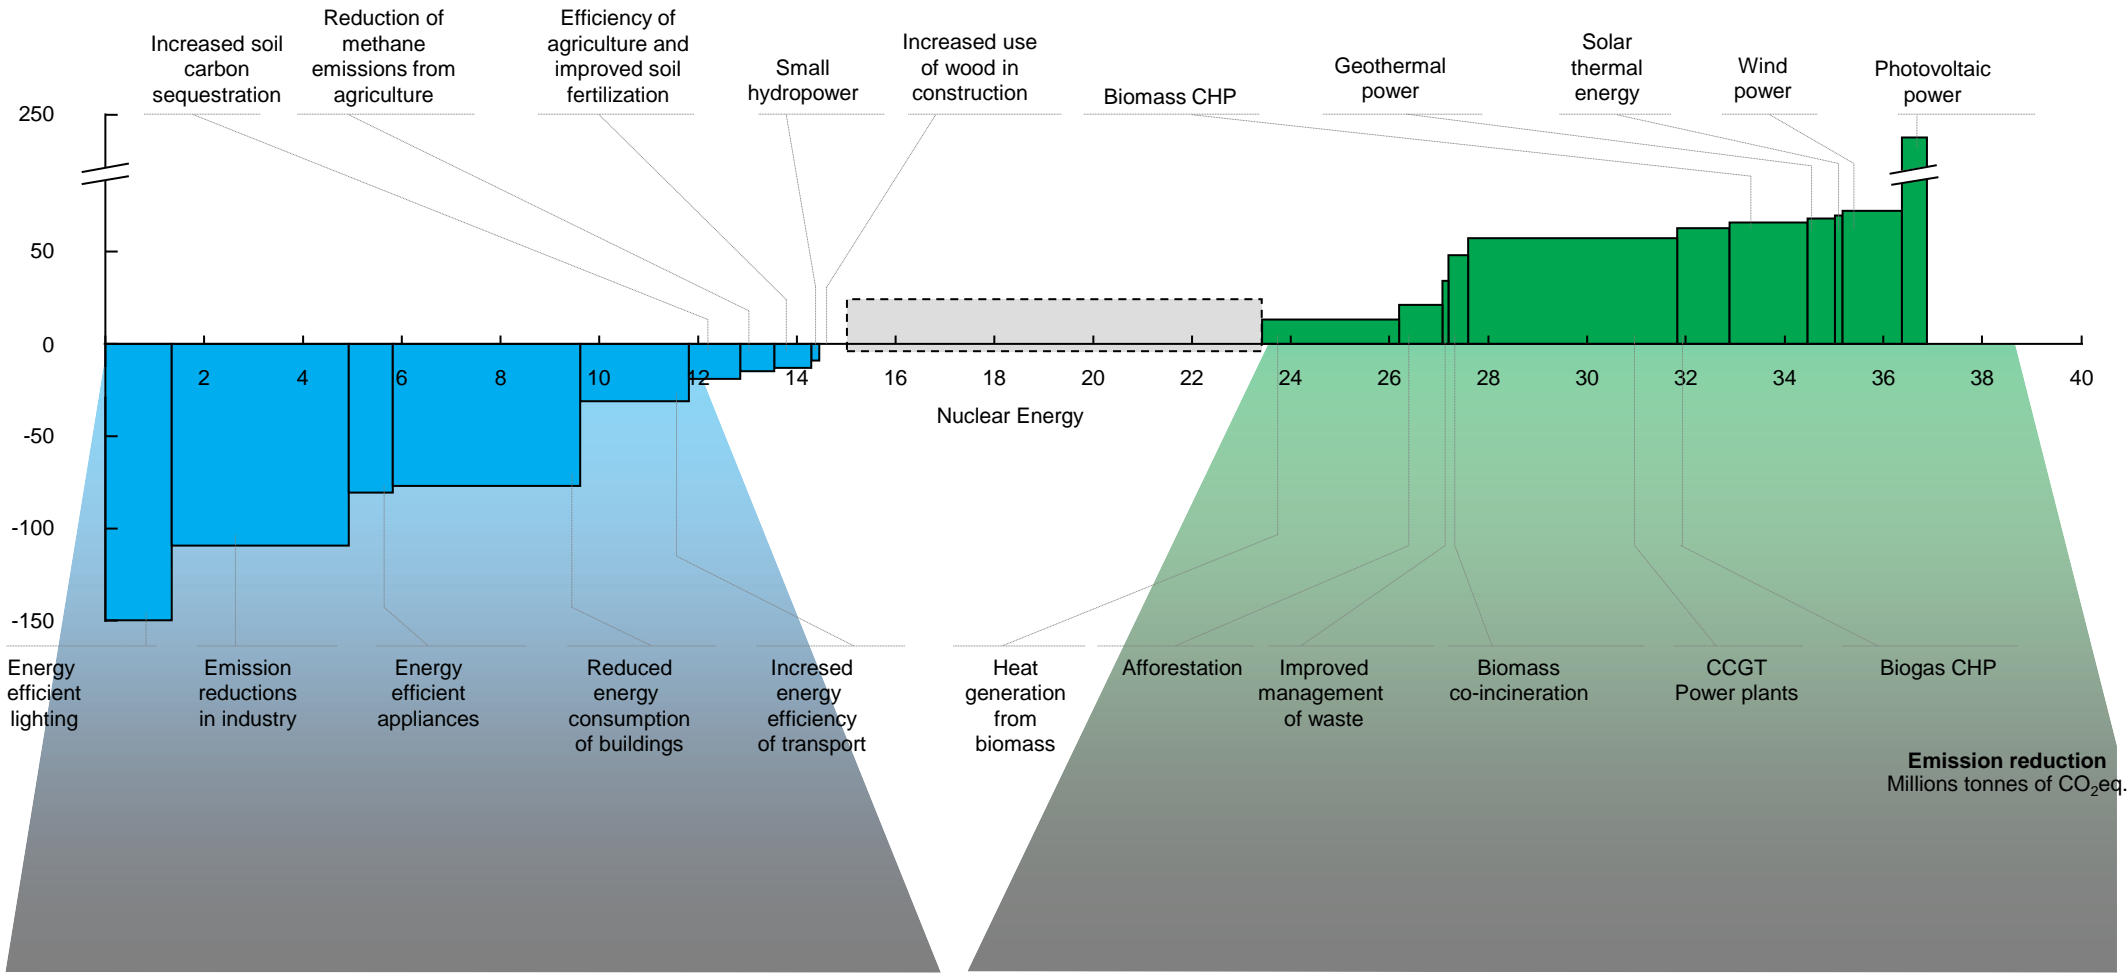 Increased soil
carbon
sequestration
Reduction of
methane
emissions from
agriculture
Efficiency of
agriculture and
improved soil
fertilization
Small
hydropower
Increased use
of wood in
construction
Biomass CHP
Geothermal
power
Solar
thermal
energy
Wind
power
Photovoltaic
power
250
50
0
-50
-100
-150
2
4
6
8
10
12
14
16
18
20
22
24
26
28
30
32
34
36
38
40
Nuclear Energy
Energy
efficient
lighting
Emission
reductions
in industry
Energy
efficient
appliances
Reduced
energy
consumption
of buildings
Incresed
energy
efficiency
of transport
Heat
generation
from
biomass
Afforestation
Improved
management
of waste
Biomass
co-incineration
CCGT
Power plants
Biogas CHP
Emission reduction
Millions tonnes of CO₂eq.